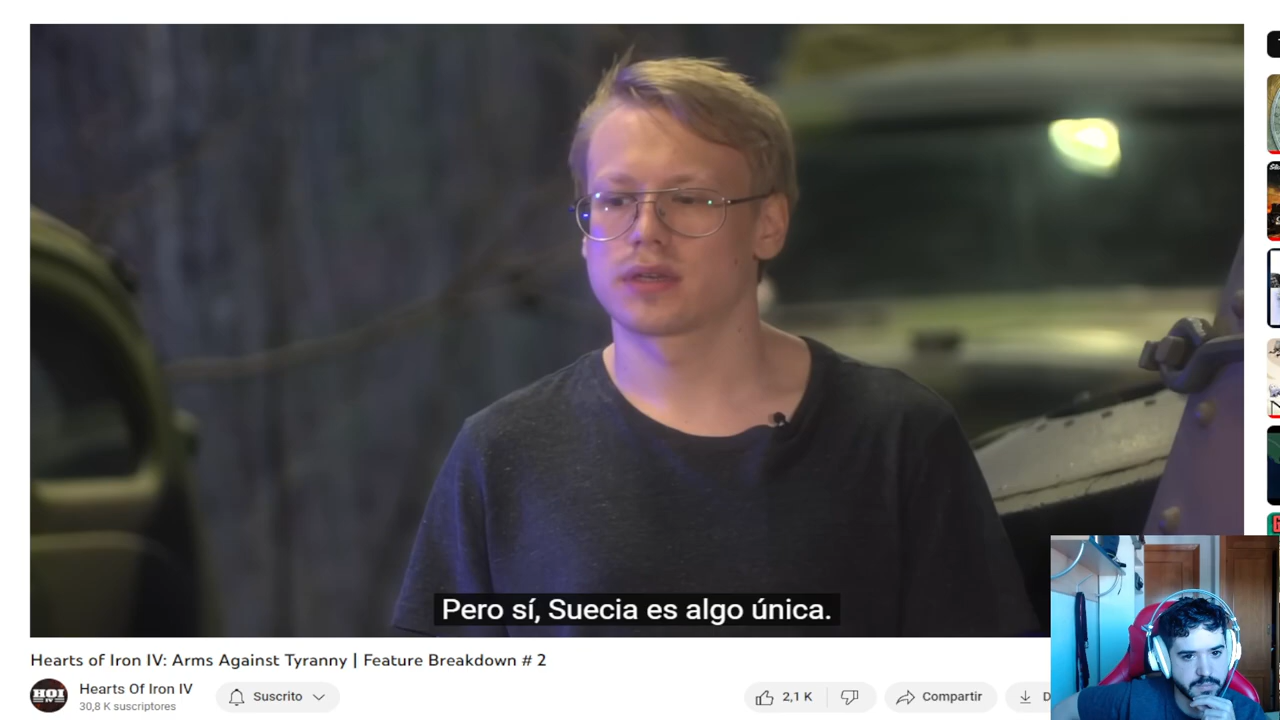 Pero sí, Suecia es algo única.
Hearts of Iron IV: Arms Against Tyranny | Feature Breakdown # 2
HOI
IV
Hearts Of Iron IV
30,8 K suscriptores
Suscrito
2,1 K
Compartir
D